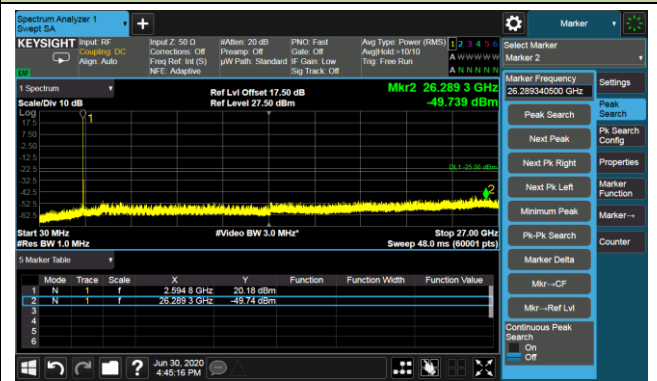 Spectrum Analyzer 1
Swept SA
+
Marker
KEYSIGHT
Input: RF
Coupling: DC
Align: Auto
Input Z: 50 Ω
Corrections: Off
Freq Ref: Int (S)
NFE: Adaptive
#Atten: 20 dB
Preamp: Off
µW Path: Standard
PNO: Fast
Gate: Off
IF Gain: Low
Sig Track: Off
Avg Type: Power (RMS)
Avg|Hold:>10/10
Trig: Free Run
1 2 3 4 5 6
A W W W W W
A N N N N N
LXI
Select Marker
Marker 2
Marker Frequency
26.289340500 GHz
Peak Search
Next Peak
Next Pk Right
Next Pk Left
Minimum Peak
Pk-Pk Search
Marker Delta
Mkr→CF
Mkr→Ref Lvl
Continuous Peak
Search
On
Off
Settings
Peak
Search
Pk Search
Config
Properties
Marker
Function
Marker→
Counter
1 Spectrum
Scale/Div 10 dB
Ref Lvl Offset 17.50 dB
Ref Level 27.50 dBm
Mkr2 26.289 3 GHz
-49.739 dBm
Log
17.5
7.50
-2.50
-12.5
-22.5
-32.5
-42.5
-52.5
-62.5
1
DL1 -25.00 dBm
2
Start 30 MHz
#Res BW 1.0 MHz
#Video BW 3.0 MHz*
Stop 27.00 GHz
Sweep 48.0 ms (60001 pts)
5 Marker Table
Mode Trace Scale X Y Function Function Width Function Value
1 N 1 f 2.594 8 GHz 20.18 dBm
2 N 1 f 26.289 3 GHz -49.74 dBm
3
4
5
6
?
Jun 30, 2020
4:45:16 PM